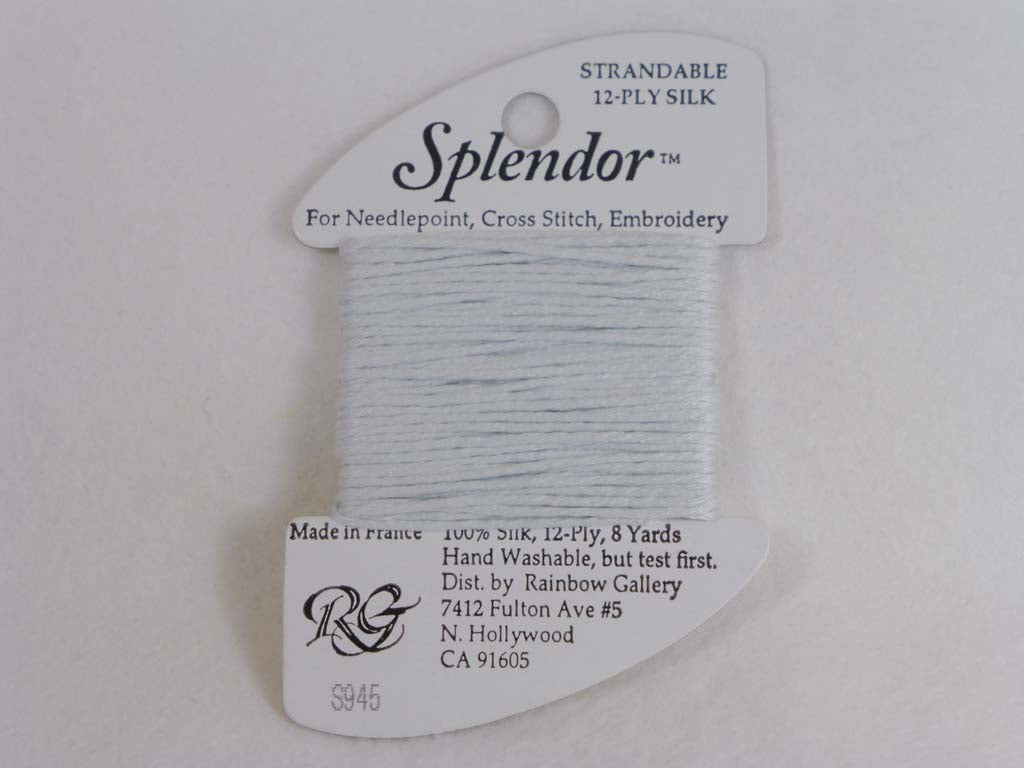 STRANDABLE
12-PLY SILK
Splendor™
For Needlepoint, Cross Stitch, Embroidery
Made in France
100% Silk, 12-Ply, 8 Yards
Hand Washable, but test first.
Dist. by Rainbow Gallery
RG
7412 Fulton Ave #5
N. Hollywood
CA 91605
S945